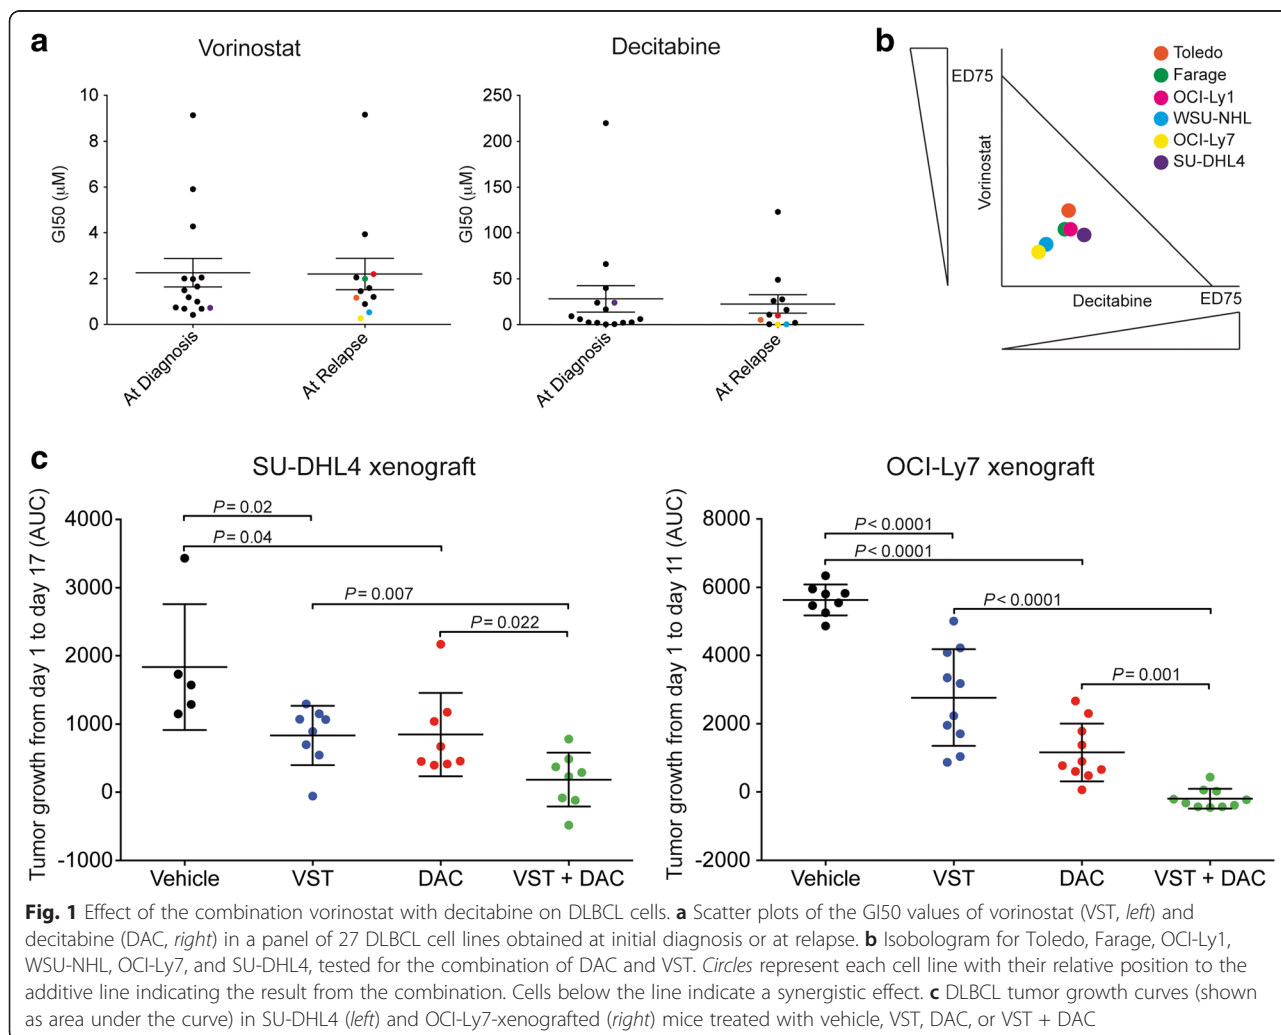 a
Vorinostat
Decitabine
10
8
6
4
2
0
GI50 (μM)
At Diagnosis
At Relapse
250
200
150
100
50
0
GI50 (μM)
At Diagnosis
At Relapse
b
ED75
Vorinostat
Decitabine
ED75
Toledo
Farage
OCI-Ly1
WSU-NHL
OCI-Ly7
SU-DHL4
c
SU-DHL4 xenograft
Tumor growth from day 1 to day 17 (AUC)
4000
3000
2000
1000
0
-1000
P = 0.02
P = 0.04
P = 0.007
P = 0.022
Vehicle
VST
DAC
VST + DAC
OCI-Ly7 xenograft
Tumor growth from day 1 to day 11 (AUC)
8000
6000
4000
2000
0
-2000
P < 0.0001
P < 0.0001
P < 0.0001
P = 0.001
Vehicle
VST
DAC
VST + DAC
Fig. 1 Effect of the combination vorinostat with decitabine on DLBCL cells. a Scatter plots of the GI50 values of vorinostat (VST, left) and
decitabine (DAC, right) in a panel of 27 DLBCL cell lines obtained at initial diagnosis or at relapse. b Isobologram for Toledo, Farage, OCI-Ly1,
WSU-NHL, OCI-Ly7, and SU-DHL4, tested for the combination of DAC and VST. Circles represent each cell line with their relative position to the
additive line indicating the result from the combination. Cells below the line indicate a synergistic effect. c DLBCL tumor growth curves (shown
as area under the curve) in SU-DHL4 (left) and OCI-Ly7-xenografted (right) mice treated with vehicle, VST, DAC, or VST + DAC